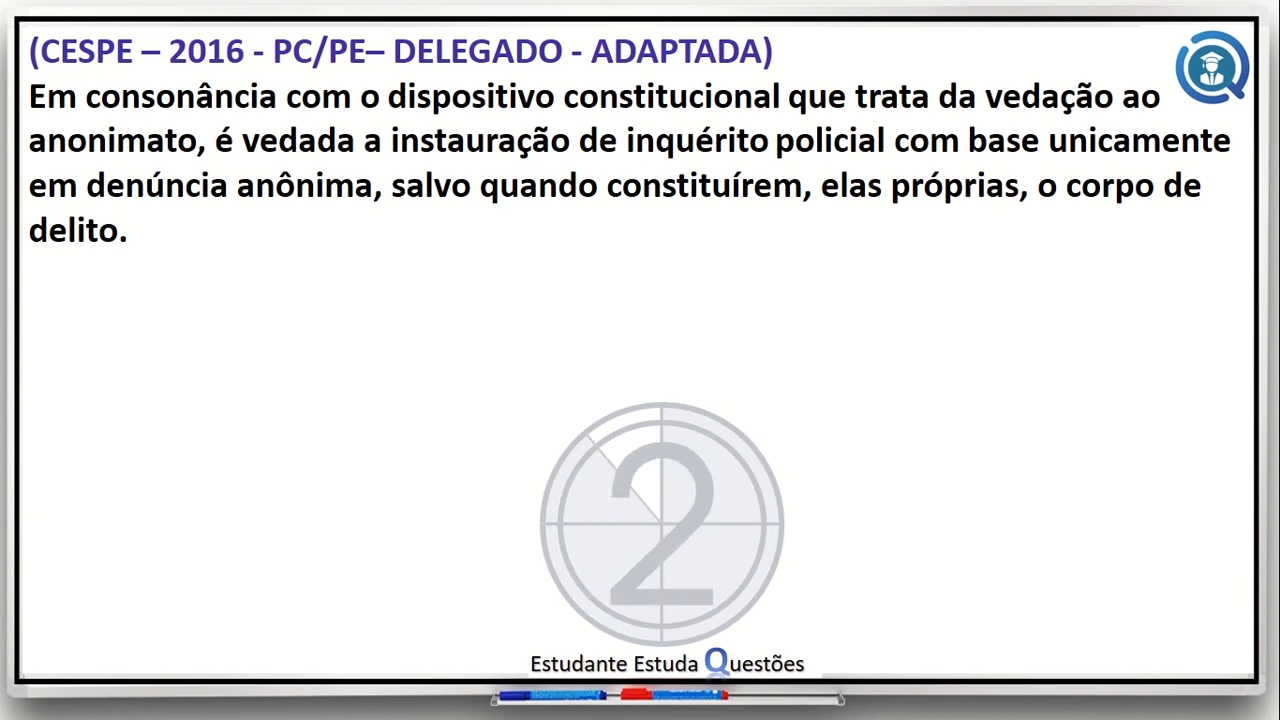 (CESPE – 2016 - PC/PE– DELEGADO - ADAPTADA)
Em consonância com o dispositivo constitucional que trata da vedação ao
anonimato, é vedada a instauração de inquérito policial com base unicamente
em denúncia anônima, salvo quando constituírem, elas próprias, o corpo de
delito.
2
Estudante Estuda Questões